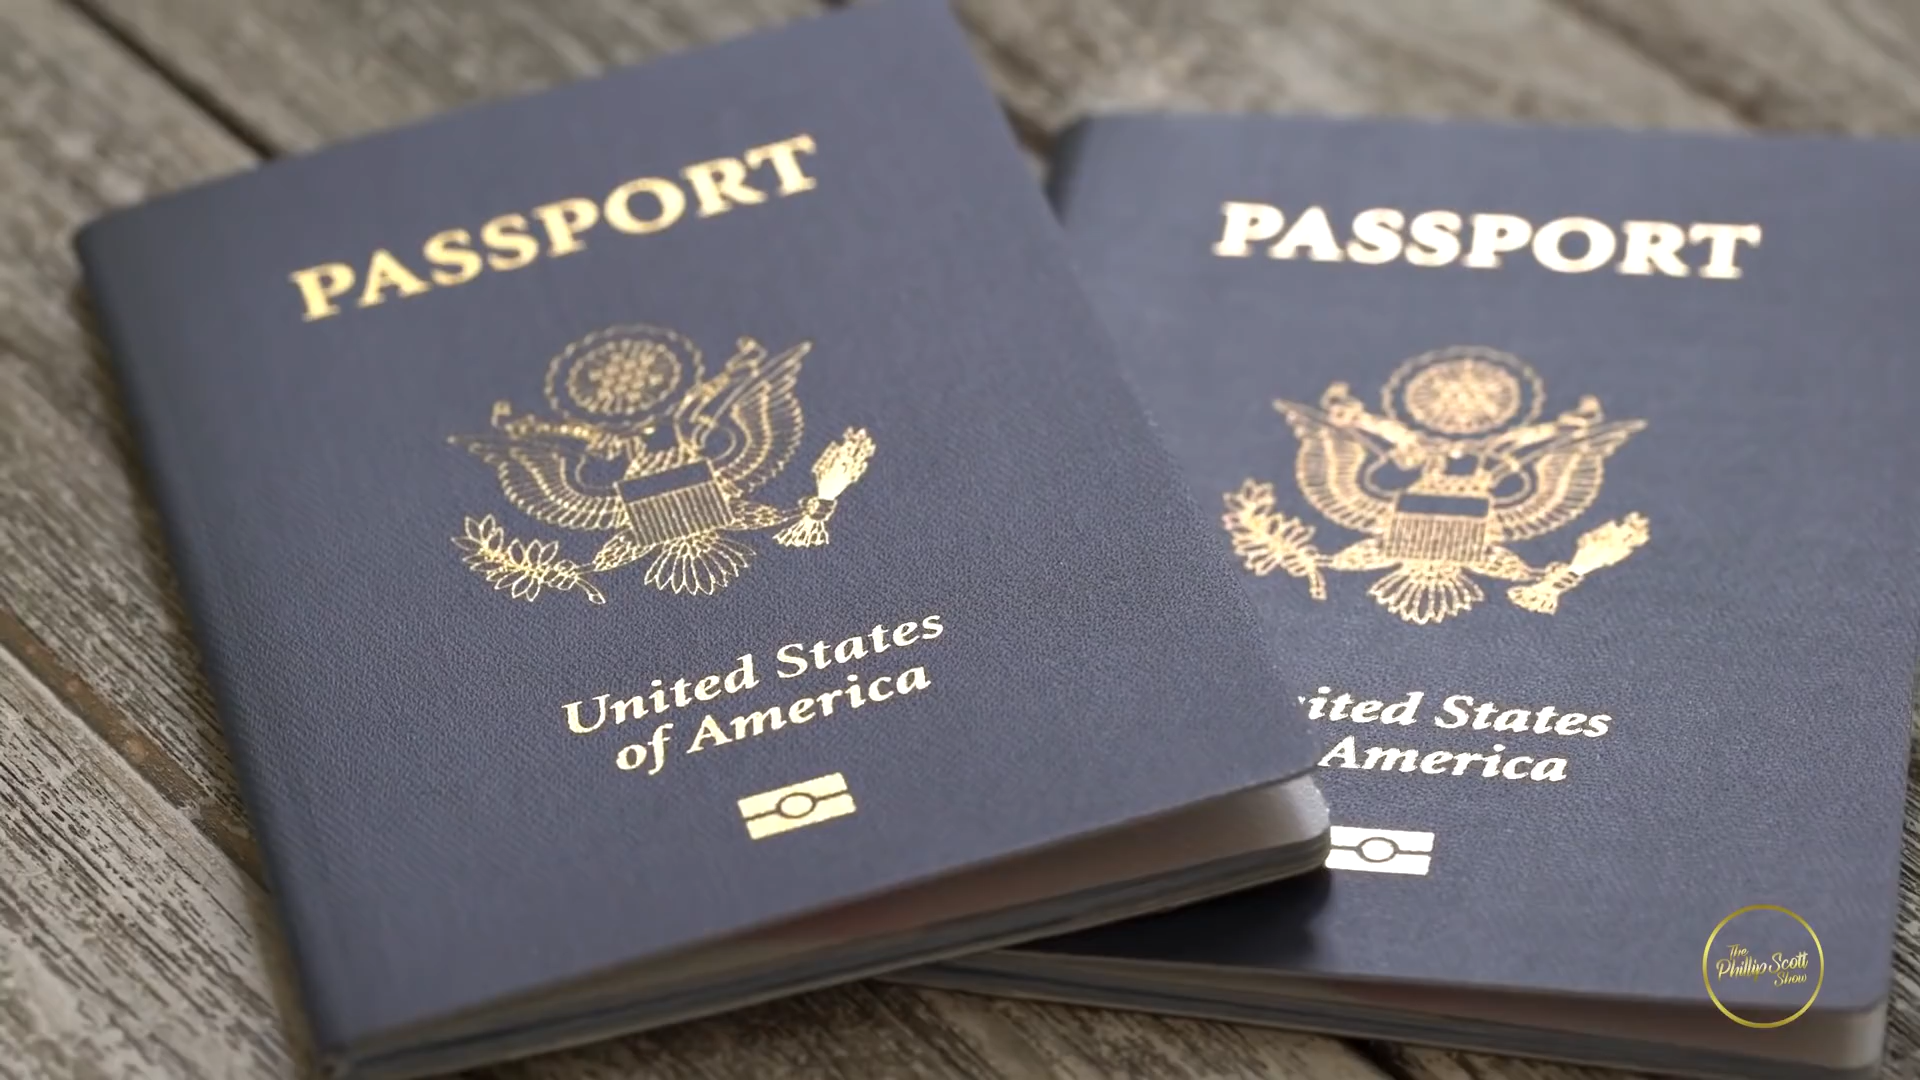 PASSPORT
United States
of America
PASSPORT
ited States
America
The
Phillip Scott
Show